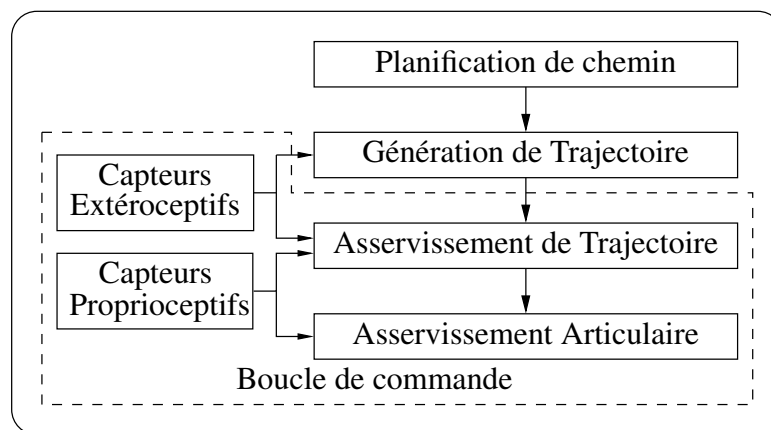 Planification de chemin
Génération de Trajectoire
Capteurs
Extéroceptifs
Asservissement de Trajectoire
Capteurs
Proprioceptifs
Asservissement Articulaire
Boucle de commande